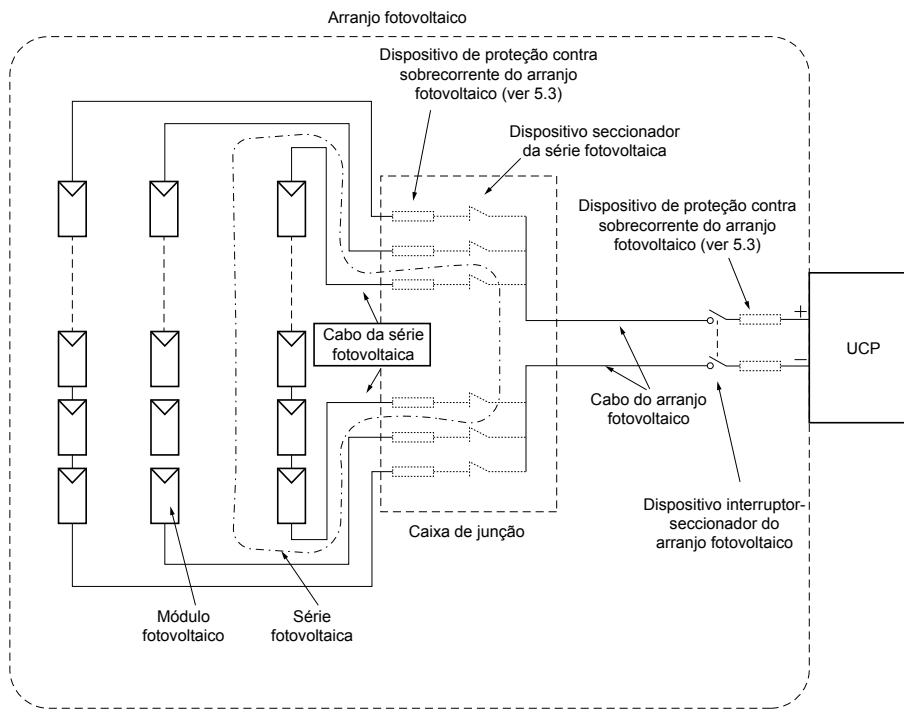 Arranjo fotovoltaico
Dispositivo de proteção contra
sobrecorrente do arranjo
fotovoltaico (ver 5.3)
Dispositivo seccionador
da série fotovoltaica
Dispositivo de proteção contra
sobrecorrente do arranjo
fotovoltaico (ver 5.3)
Cabo da série
fotovoltaica
+
−
UCP
Cabo do arranjo
fotovoltaico
Dispositivo interruptor-
seccionador do
arranjo fotovoltaico
Caixa de junção
Módulo
fotovoltaico
Série
fotovoltaica